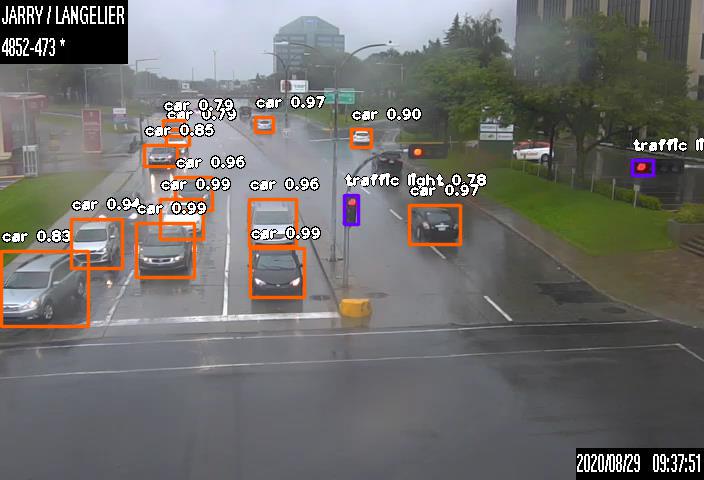 JARRY / LANGELIER
4852-473 *
car 0.79
car 0.79
car 0.97
car 0.90
car 0.85
car 0.96
traffic li
car 0.99
car 0.96
traffic light 0.78
car 0.97
car 0.94
car 0.99
car 0.83
car 0.99
2020/08/29 09:37:51